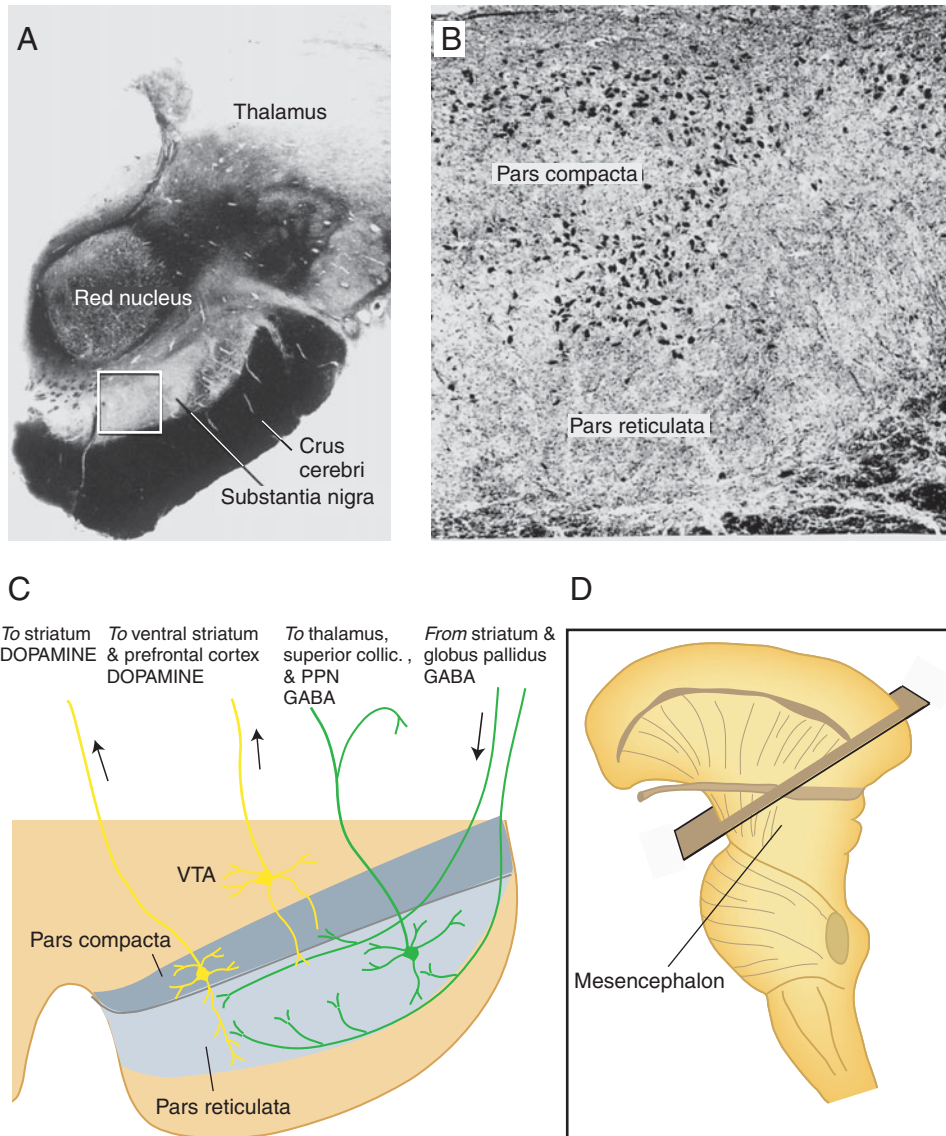 A
Thalamus
Red nucleus
Crus
cerebri
Substantia nigra
B
Pars compacta
Pars reticulata
C
To striatum
DOPAMINE
To ventral striatum
& prefrontal cortex
DOPAMINE
To thalamus,
superior collic. ,
& PPN
GABA
From striatum &
globus pallidus
GABA
VTA
Pars compacta
Pars reticulata
D
Mesencephalon